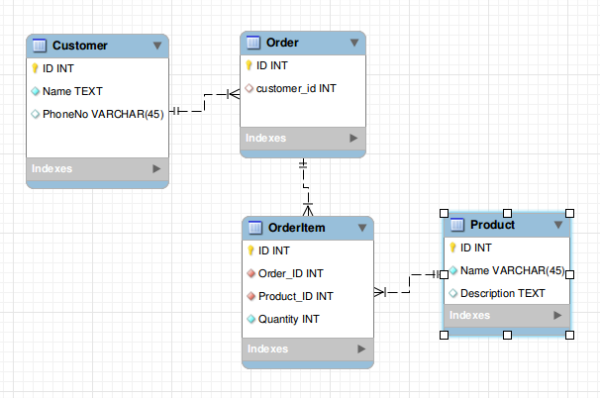 Customer
ID INT
Name TEXT
PhoneNo VARCHAR(45)
Indexes
Order
ID INT
customer_id INT
Indexes
OrderItem
ID INT
Order_ID INT
Product_ID INT
Quantity INT
Indexes
Product
ID INT
Name VARCHAR(45)
Description TEXT
Indexes